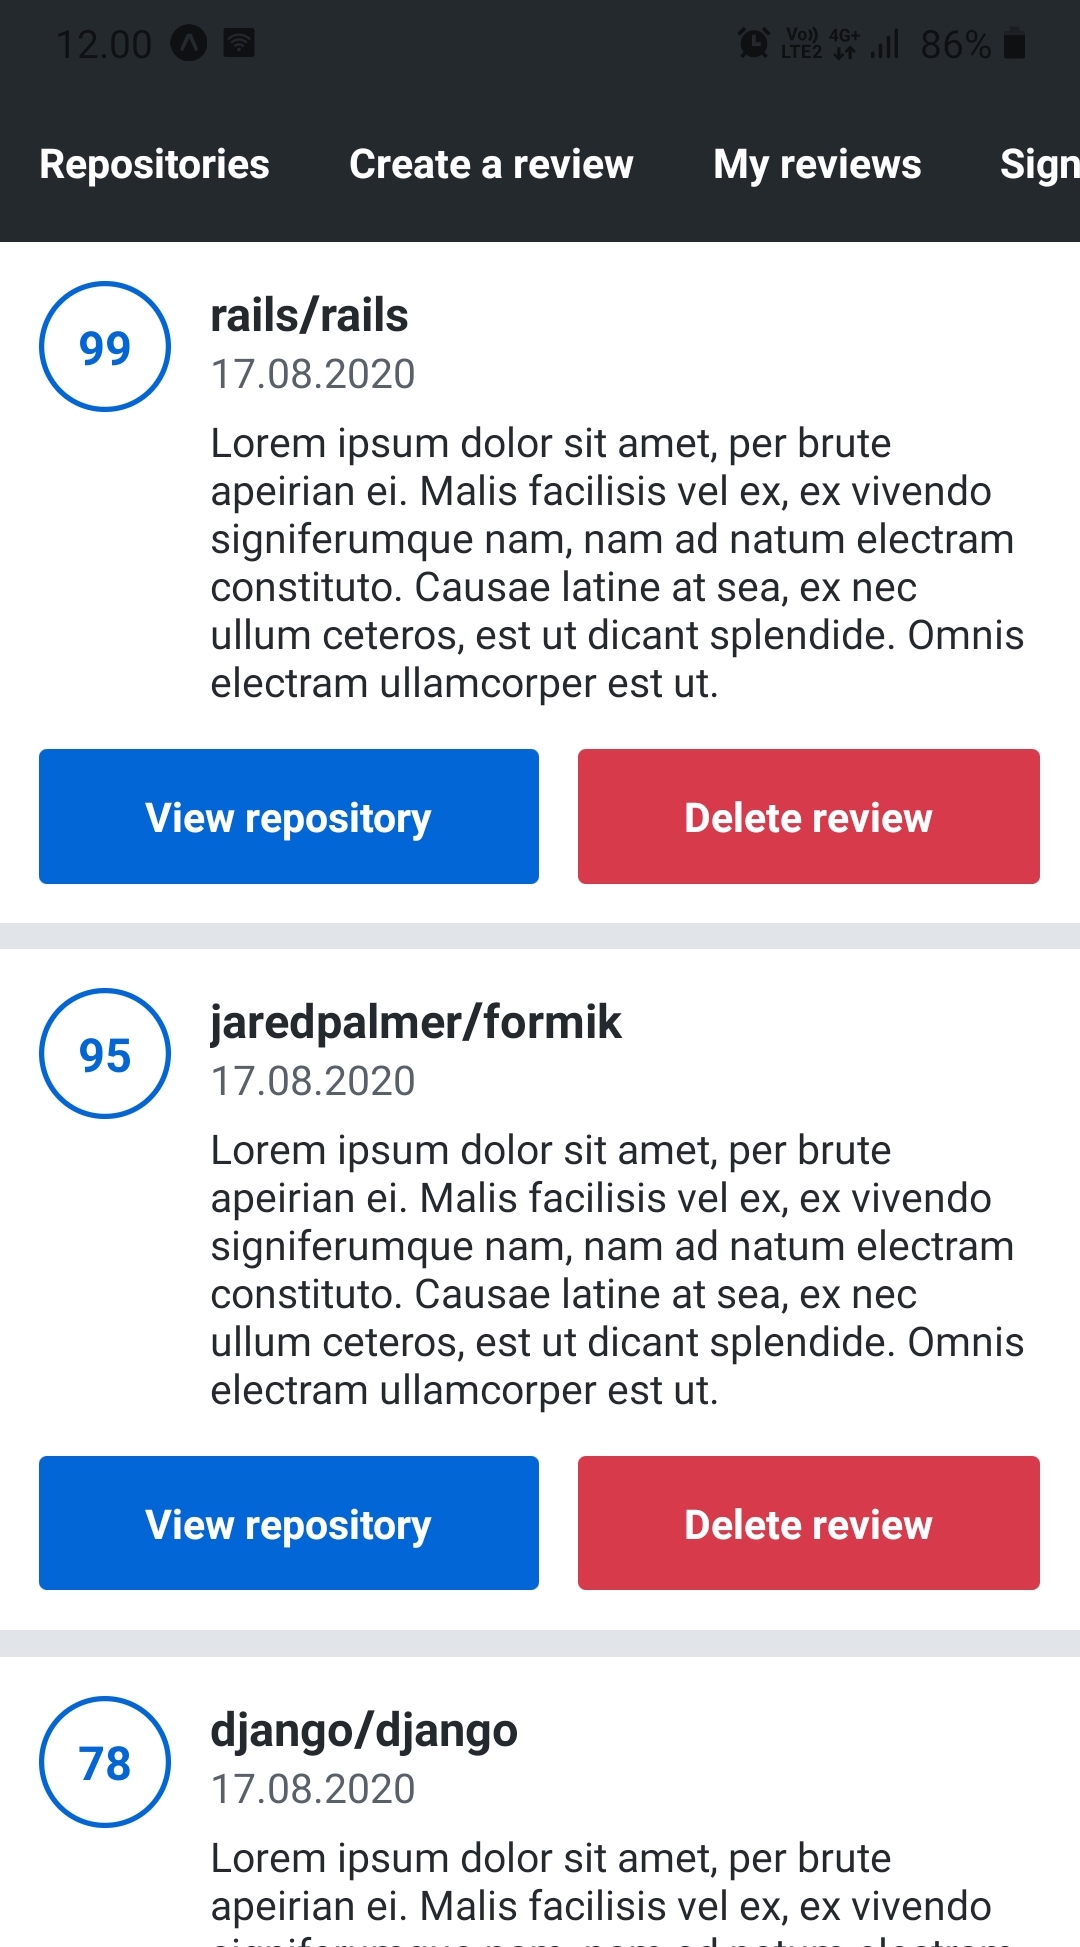 12.00 Vo)) LTE2 4G+ 86%
Repositories Create a review My reviews Sign
99
rails/rails
17.08.2020
Lorem ipsum dolor sit amet, per brute
apeirian ei. Malis facilisis vel ex, ex vivendo
signiferumque nam, nam ad natum electram
constituto. Causae latine at sea, ex nec
ullum ceteros, est ut dicant splendide. Omnis
electram ullamcorper est ut.
View repository Delete review
95
jaredpalmer/formik
17.08.2020
Lorem ipsum dolor sit amet, per brute
apeirian ei. Malis facilisis vel ex, ex vivendo
signiferumque nam, nam ad natum electram
constituto. Causae latine at sea, ex nec
ullum ceteros, est ut dicant splendide. Omnis
electram ullamcorper est ut.
View repository Delete review
78
django/django
17.08.2020
Lorem ipsum dolor sit amet, per brute
apeirian ei. Malis facilisis vel ex, ex vivendo